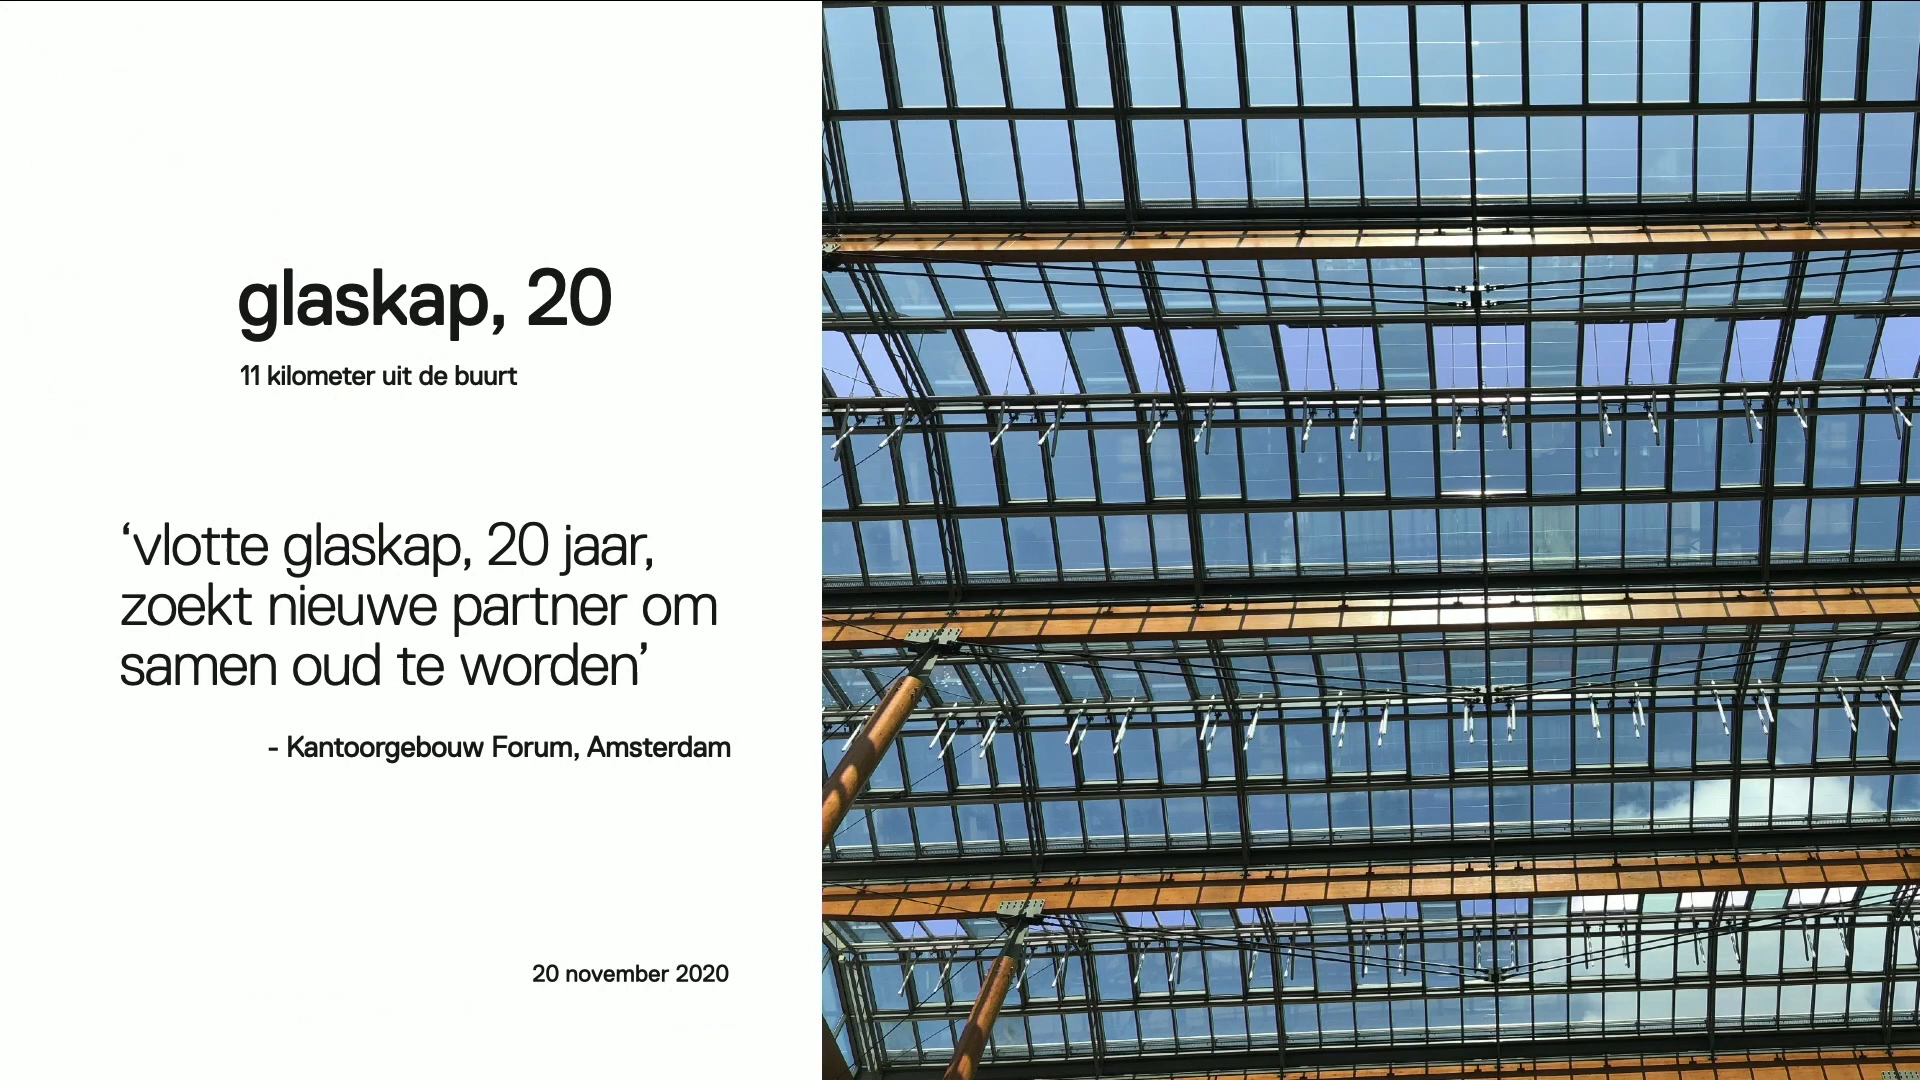 glaskap, 20
11 kilometer uit de buurt
‘vlotte glaskap, 20 jaar,
zoekt nieuwe partner om
samen oud te worden’
- Kantoorgebouw Forum, Amsterdam
20 november 2020